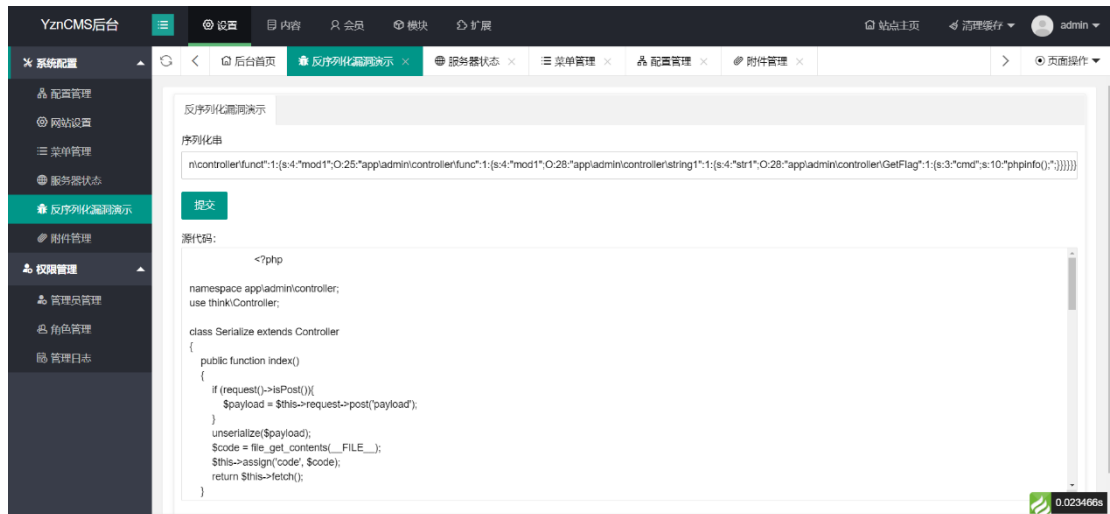 YznCMS后台
设置 内容 会员 模块 扩展
站点主页 清理缓存 admin
系统配置
后台首页 反序列化漏洞演示 服务器状态 菜单管理 配置管理 附件管理
页面操作
配置管理
网站设置
菜单管理
服务器状态
反序列化漏洞演示
附件管理
权限管理
管理员管理
角色管理
管理日志
反序列化漏洞演示
序列化串
n\controller\funct":1:{s:4:"mod1";O:25:"app\admin\controller\func":1:{s:4:"mod1";O:28:"app\admin\controller\string1":1:{s:4:"str1";O:28:"app\admin\controller\GetFlag":1:{s:3:"cmd";s:10:"phpinfo();";}}}}}}
提交
源代码:
<?php
namespace app\admin\controller;
use think\Controller;
class Serialize extends Controller
{
public function index()
{
if (request()->isPost()){
$payload = $this->request->post('payload');
}
unserialize($payload);
$code = file_get_contents(__FILE__);
$this->assign('code', $code);
return $this->fetch();
}
0.023466s